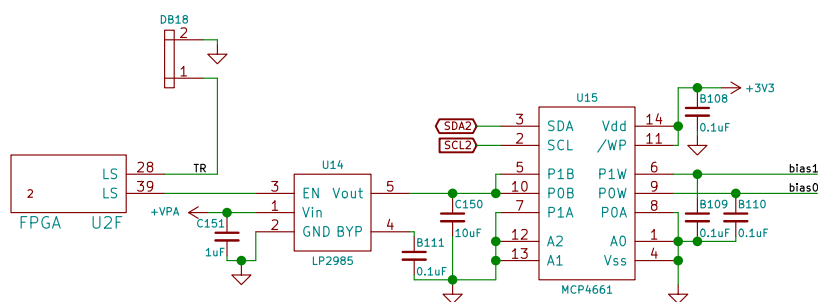 DB18
2
1
FPGA U2F
2
LS 28 TR
LS 39
+VPA
C151
1uF
U14
3 EN Vout 5
1 Vin
2 GND BYP 4
LP2985
B111
0.1uF
C150
10uF
SDA2
SCL2
U15
3 SDA Vdd 14
2 SCL /WP 11
5 P1B P1W 6
10 P0B P0W 9
7 P1A P0A 8
12 A2 A0 1
13 A1 Vss 4
MCP4661
B108
0.1uF
+3V3
bias1
bias0
B109
0.1uF
B110
0.1uF